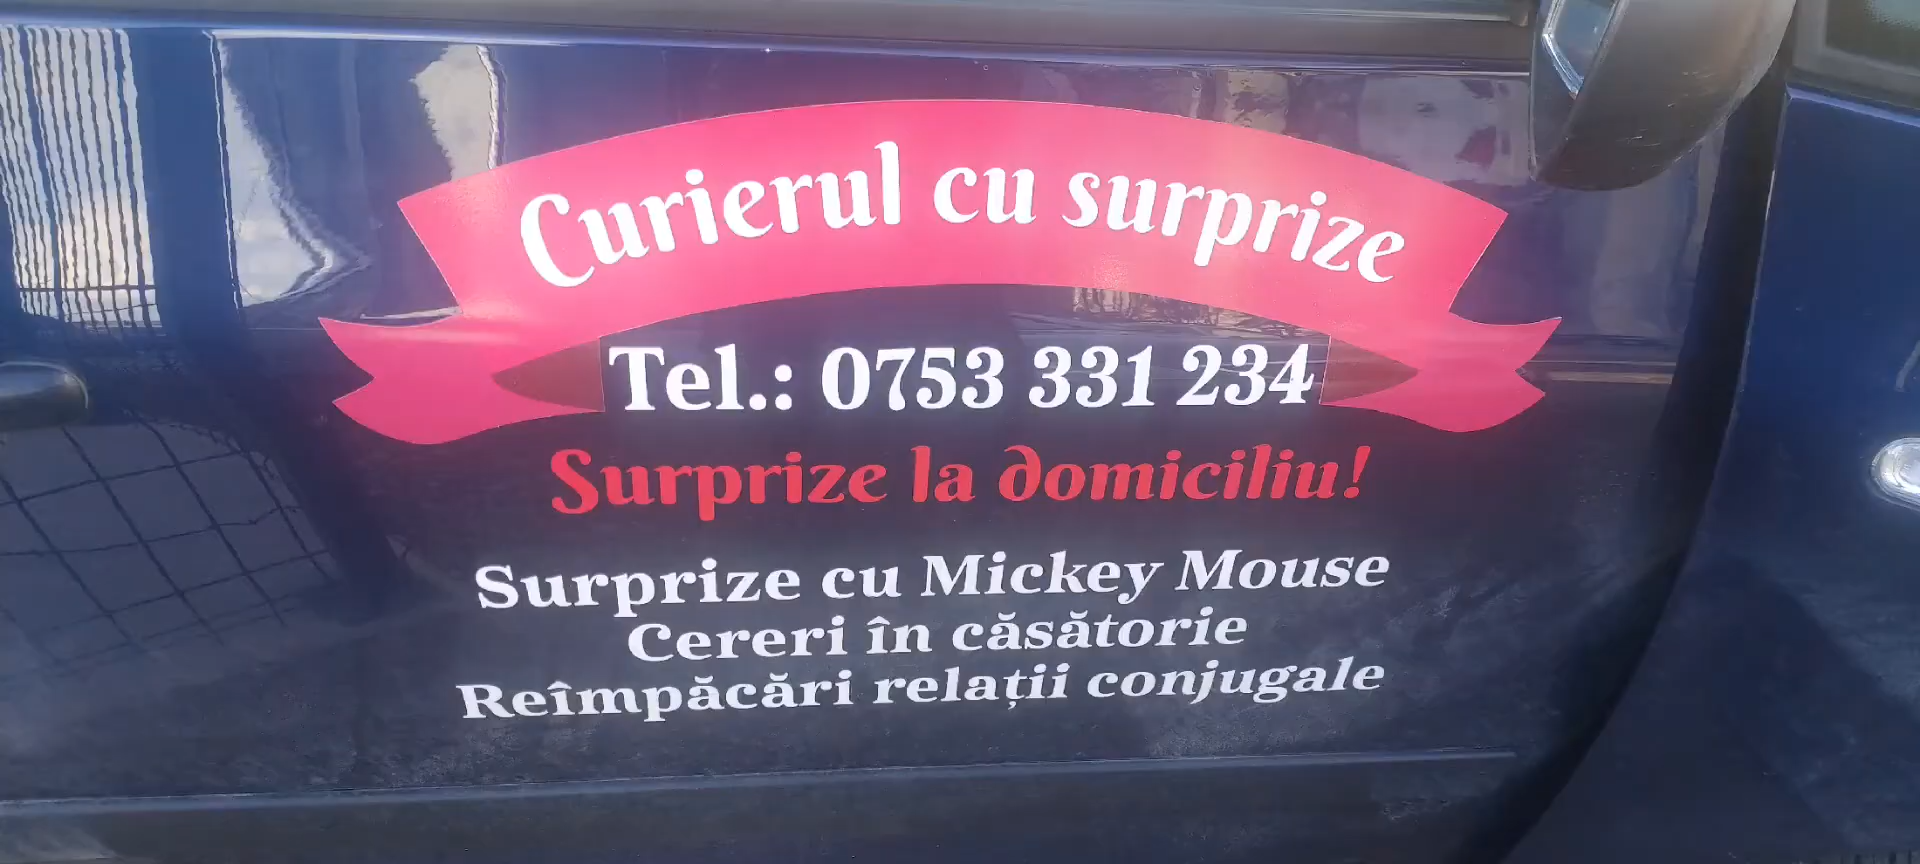 Curierul cu surprize
Tel.: 0753 331 234
Surprize la domiciliu!
Surprize cu Mickey Mouse
Cereri în căsătorie
Reîmpăcări relații conjugale